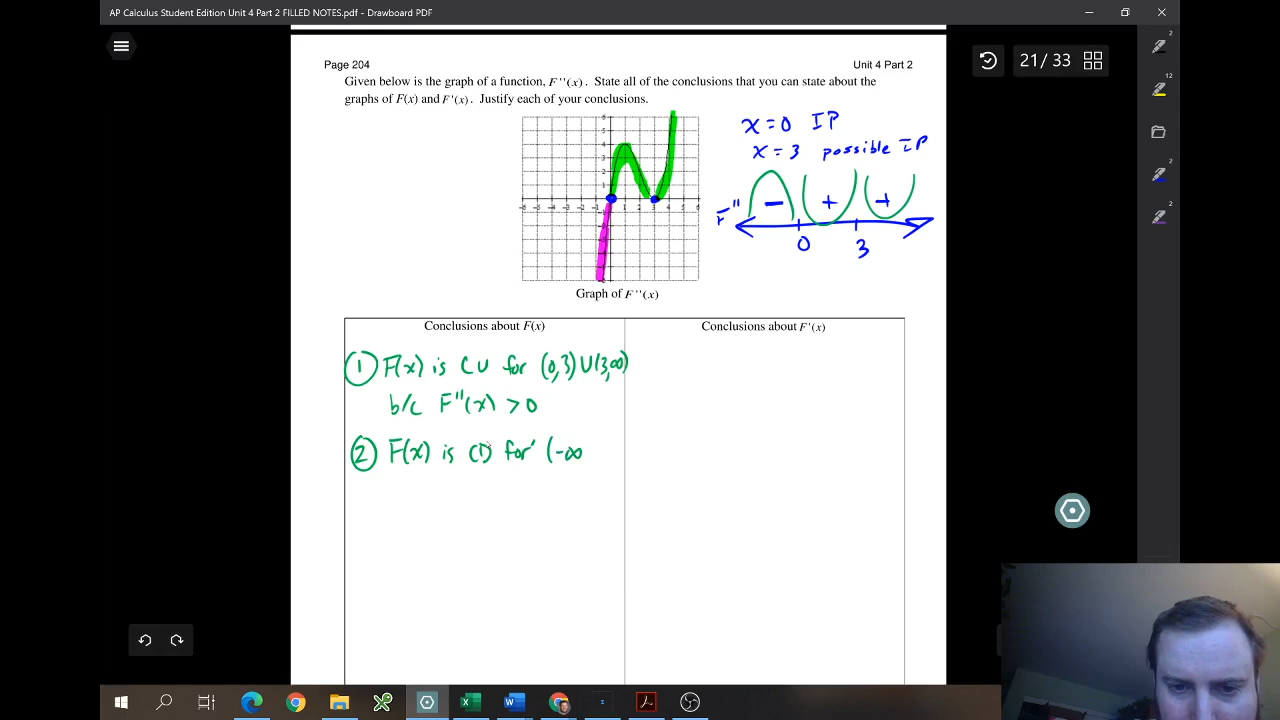 AP Calculus Student Edition Unit 4 Part 2 FILLED NOTES.pdf - Drawboard PDF
21 / 33
Page 204
Unit 4 Part 2
Given below is the graph of a function, F''(x). State all of the conclusions that you can state about the
graphs of F(x) and F'(x). Justify each of your conclusions.
x = 0 IP
x = 3 possible IP
F'' - + +
0 3
Graph of F''(x)
Conclusions about F(x)
Conclusions about F'(x)
① F(x) is CU for (0,3)U(3,∞)
b/c F''(x) > 0
② F(x) is CD for (-∞